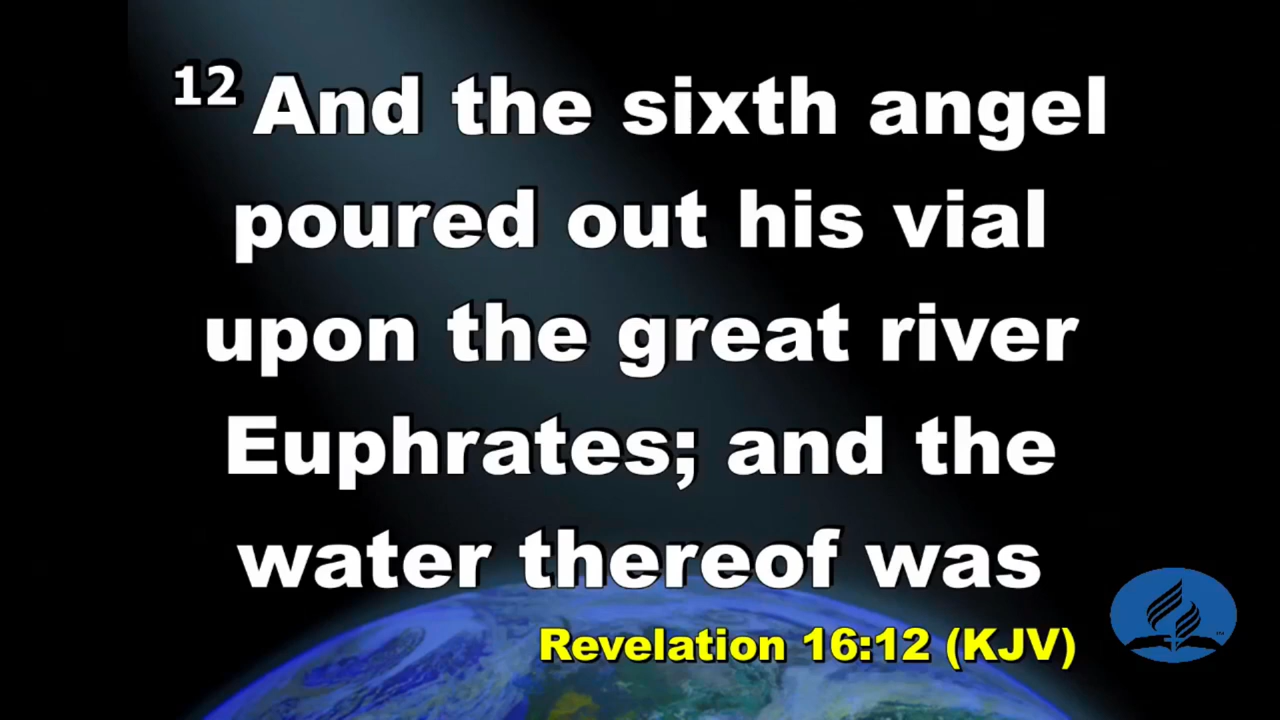 12 And the sixth angel
poured out his vial
upon the great river
Euphrates; and the
water thereof was
Revelation 16:12 (KJV)